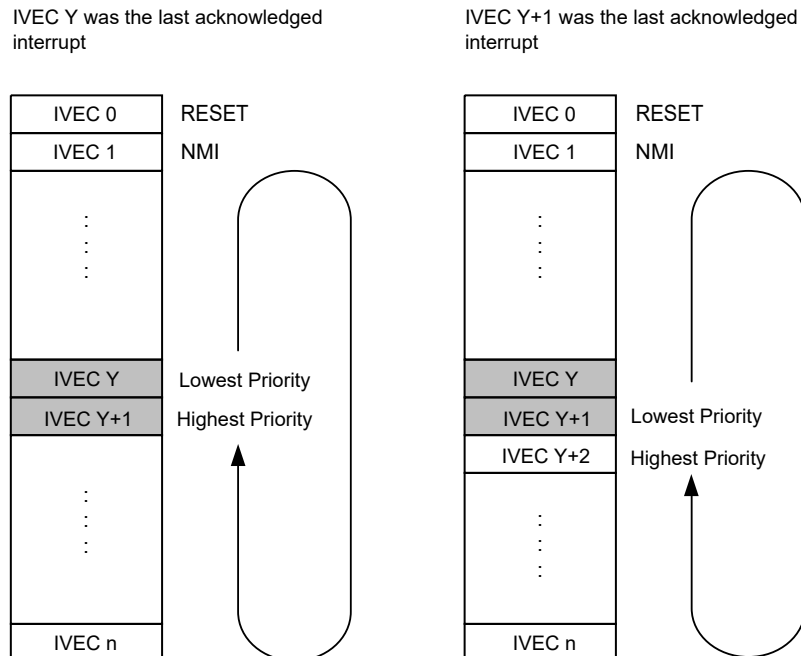 IVEC Y was the last acknowledged
interrupt
IVEC 0 RESET
IVEC 1 NMI
IVEC Y Lowest Priority
IVEC Y+1 Highest Priority
IVEC n
IVEC Y+1 was the last acknowledged
interrupt
IVEC 0 RESET
IVEC 1 NMI
IVEC Y
IVEC Y+1 Lowest Priority
IVEC Y+2 Highest Priority
IVEC n